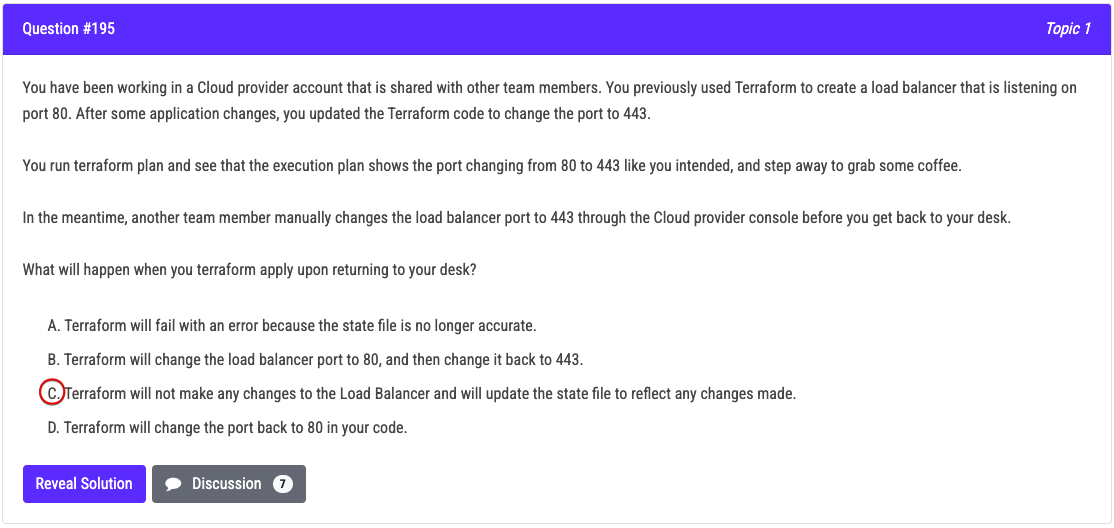 Question #195
Topic 1
You have been working in a Cloud provider account that is shared with other team members. You previously used Terraform to create a load balancer that is listening on
port 80. After some application changes, you updated the Terraform code to change the port to 443.
You run terraform plan and see that the execution plan shows the port changing from 80 to 443 like you intended, and step away to grab some coffee.
In the meantime, another team member manually changes the load balancer port to 443 through the Cloud provider console before you get back to your desk.
What will happen when you terraform apply upon returning to your desk?
A. Terraform will fail with an error because the state file is no longer accurate.
B. Terraform will change the load balancer port to 80, and then change it back to 443.
C. Terraform will not make any changes to the Load Balancer and will update the state file to reflect any changes made.
D. Terraform will change the port back to 80 in your code.
Reveal Solution
Discussion 7